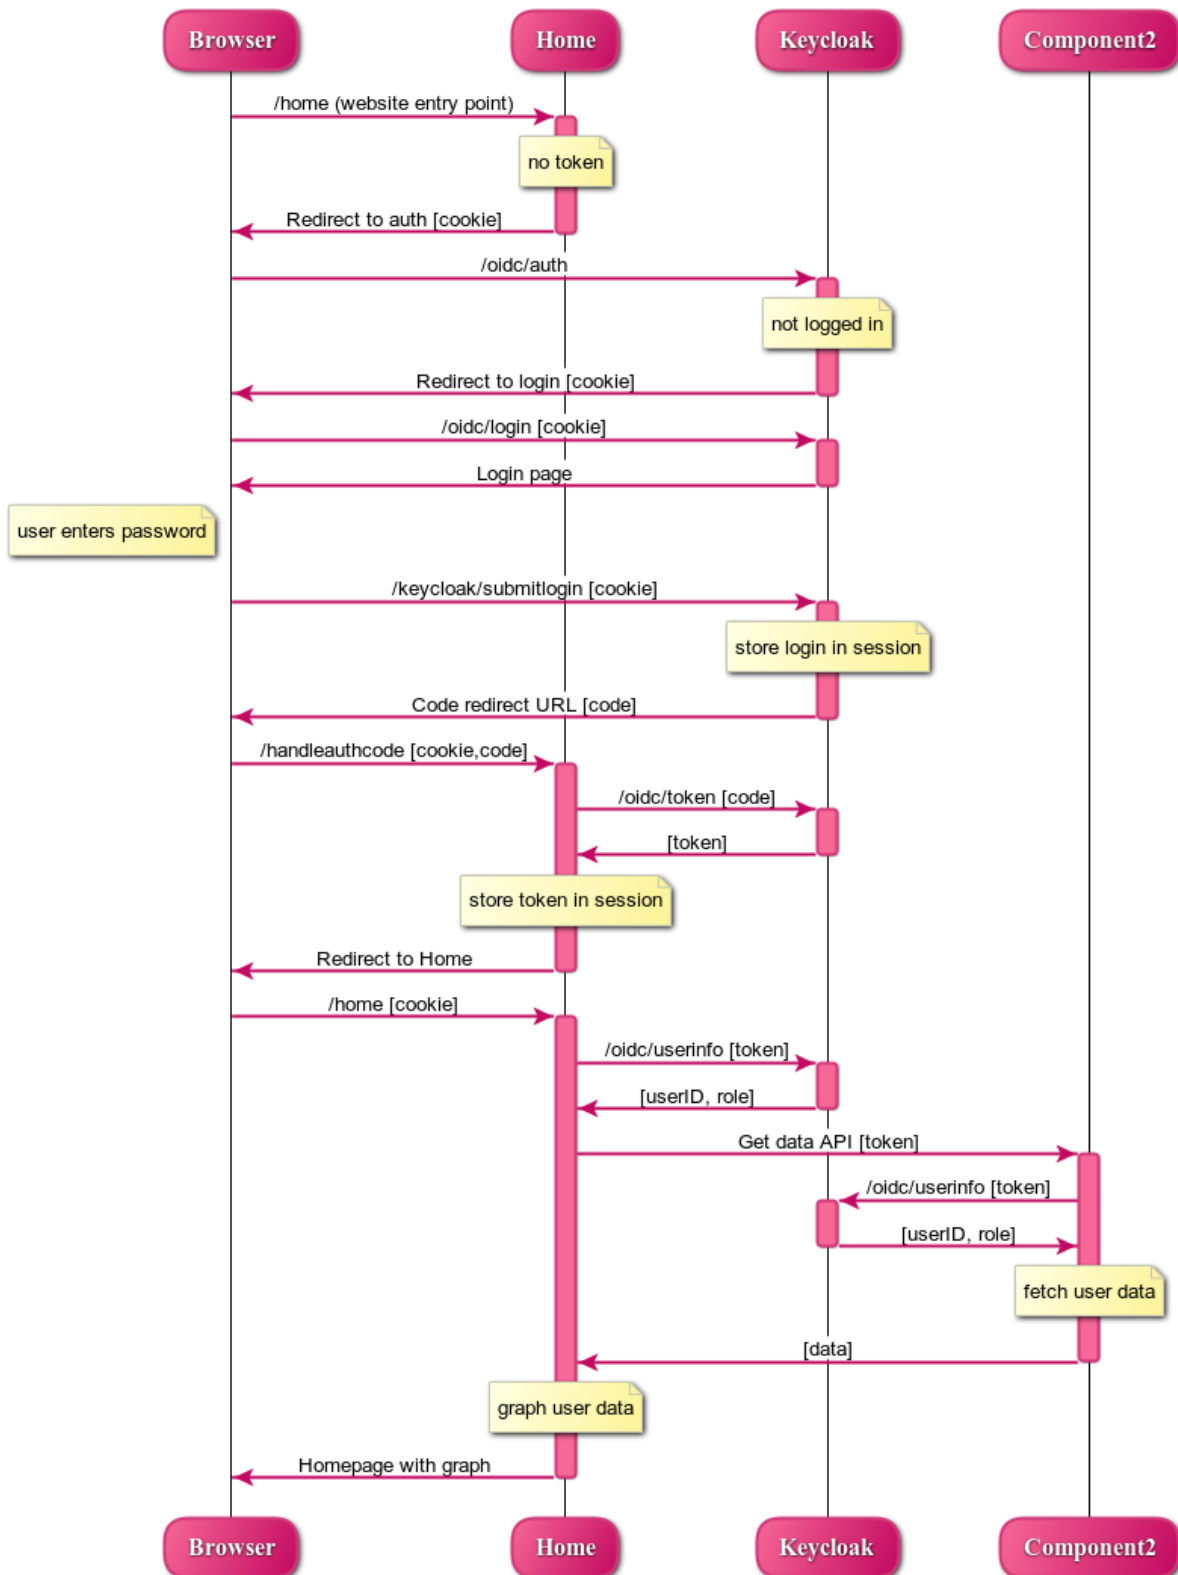 Browser
Home
Keycloak
Component2
/home (website entry point)
no token
Redirect to auth [cookie]
/oidc/auth
not logged in
Redirect to login [cookie]
/oidc/login [cookie]
Login page
user enters password
/keycloak/submitlogin [cookie]
store login in session
Code redirect URL [code]
/handleauthcode [cookie,code]
/oidc/token [code]
[token]
store token in session
Redirect to Home
/home [cookie]
/oidc/userinfo [token]
[userID, role]
Get data API [token]
/oidc/userinfo [token]
[userID, role]
fetch user data
[data]
graph user data
Homepage with graph
Browser
Home
Keycloak
Component2